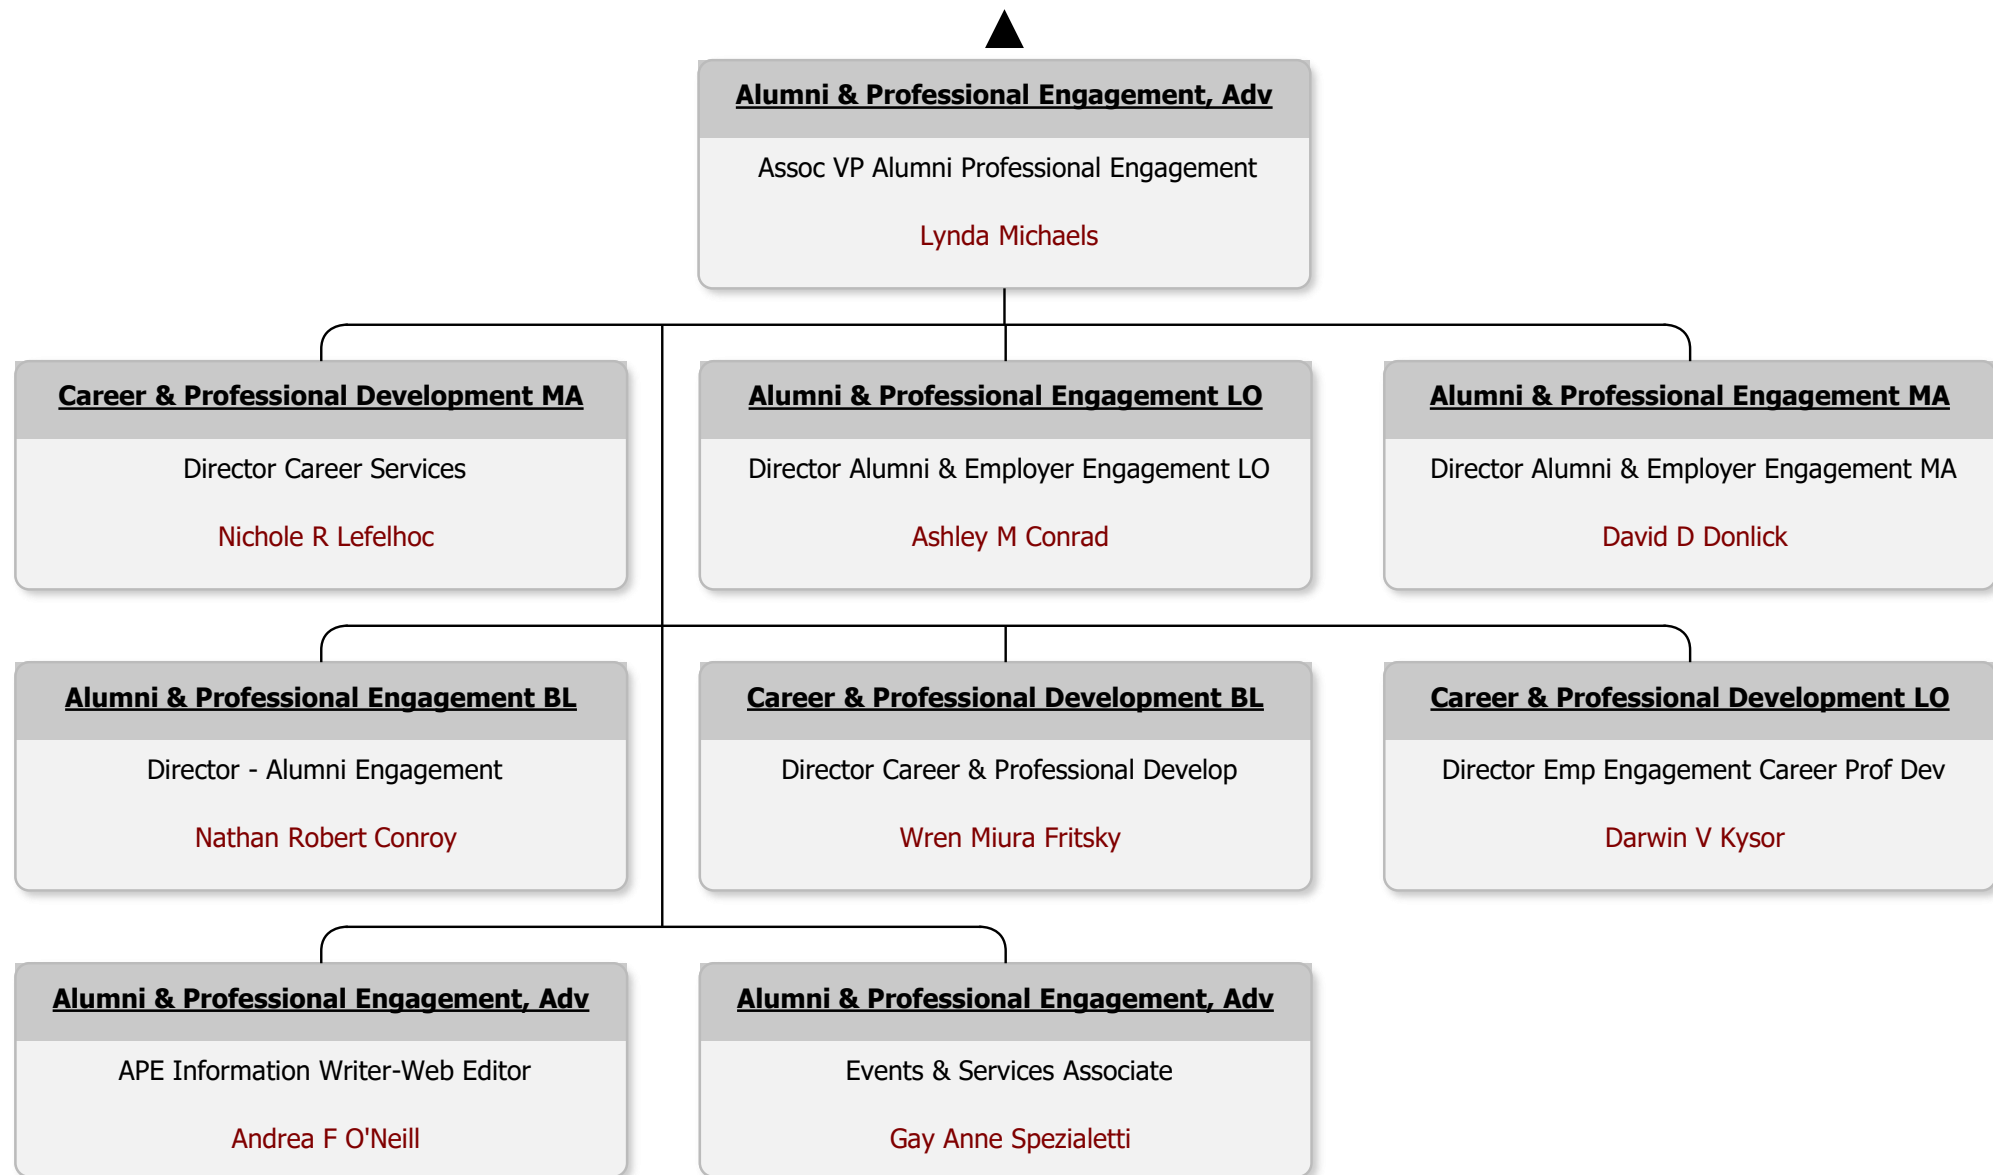 Alumni & Professional Engagement, Adv
Assoc VP Alumni Professional Engagement
Lynda Michaels
Career & Professional Development MA
Director Career Services
Nichole R Lefelhoc
Alumni & Professional Engagement LO
Director Alumni & Employer Engagement LO
Ashley M Conrad
Alumni & Professional Engagement MA
Director Alumni & Employer Engagement MA
David D Donlick
Alumni & Professional Engagement BL
Director - Alumni Engagement
Nathan Robert Conroy
Career & Professional Development BL
Director Career & Professional Develop
Wren Miura Fritsky
Career & Professional Development LO
Director Emp Engagement Career Prof Dev
Darwin V Kysor
Alumni & Professional Engagement, Adv
APE Information Writer-Web Editor
Andrea F O'Neill
Alumni & Professional Engagement, Adv
Events & Services Associate
Gay Anne Spezialetti